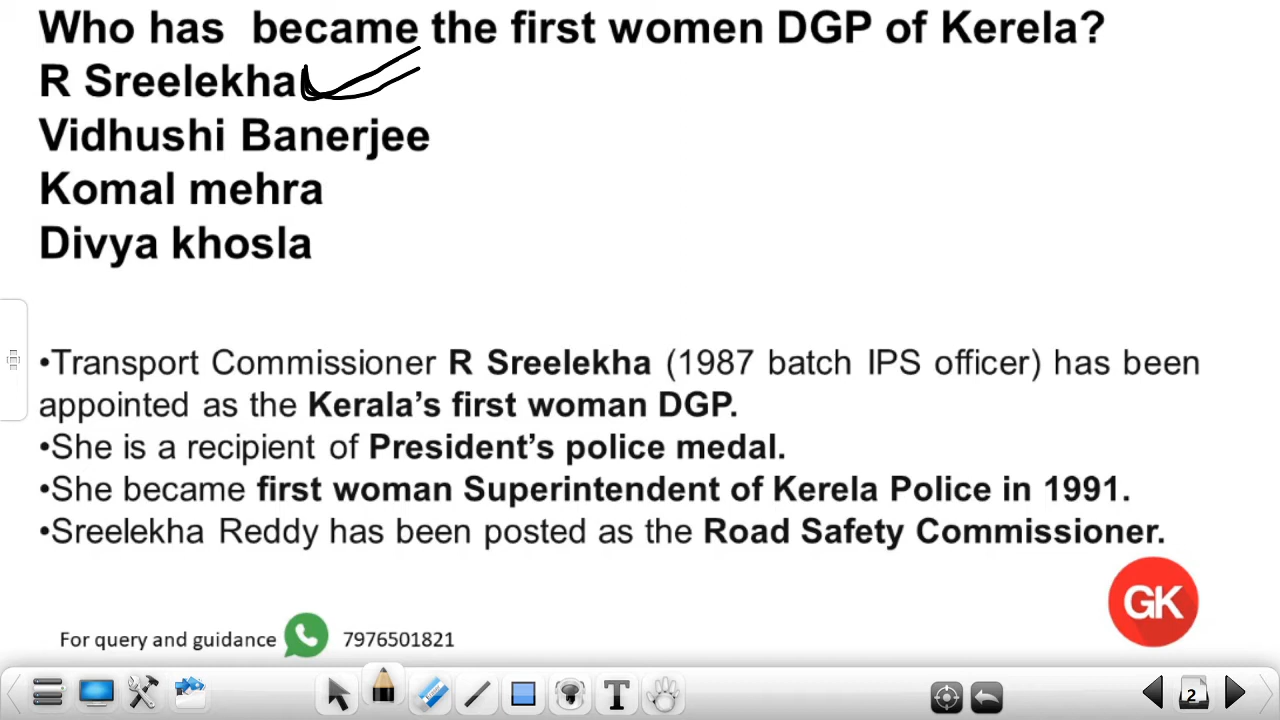 Who has became the first women DGP of Kerela?
R Sreelekha
Vidhushi Banerjee
Komal mehra
Divya khosla
•Transport Commissioner R Sreelekha (1987 batch IPS officer) has been
appointed as the Kerala’s first woman DGP.
•She is a recipient of President’s police medal.
•She became first woman Superintendent of Kerela Police in 1991.
•Sreelekha Reddy has been posted as the Road Safety Commissioner.
GK
For query and guidance 7976501821
T
2